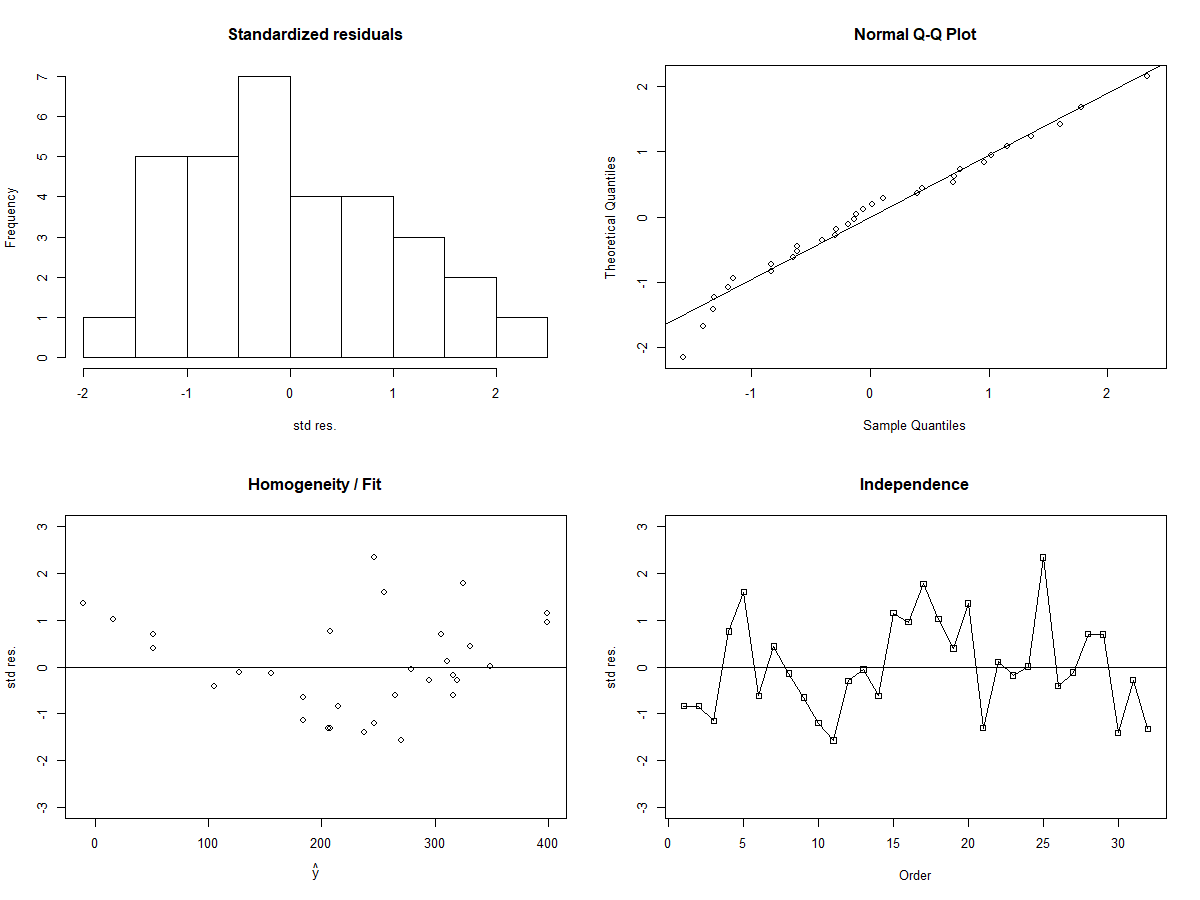 Standardized residuals
Frequency
0 1 2 3 4 5 6 7
-2 -1 0 1 2
std res.
Normal Q-Q Plot
Theoretical Quantiles
-2 -1 0 1 2
-1 0 1 2
Sample Quantiles
Homogeneity / Fit
std res.
-3 -2 -1 0 1 2 3
0 100 200 300 400
ŷ
Independence
std res.
-3 -2 -1 0 1 2 3
0 5 10 15 20 25 30
Order